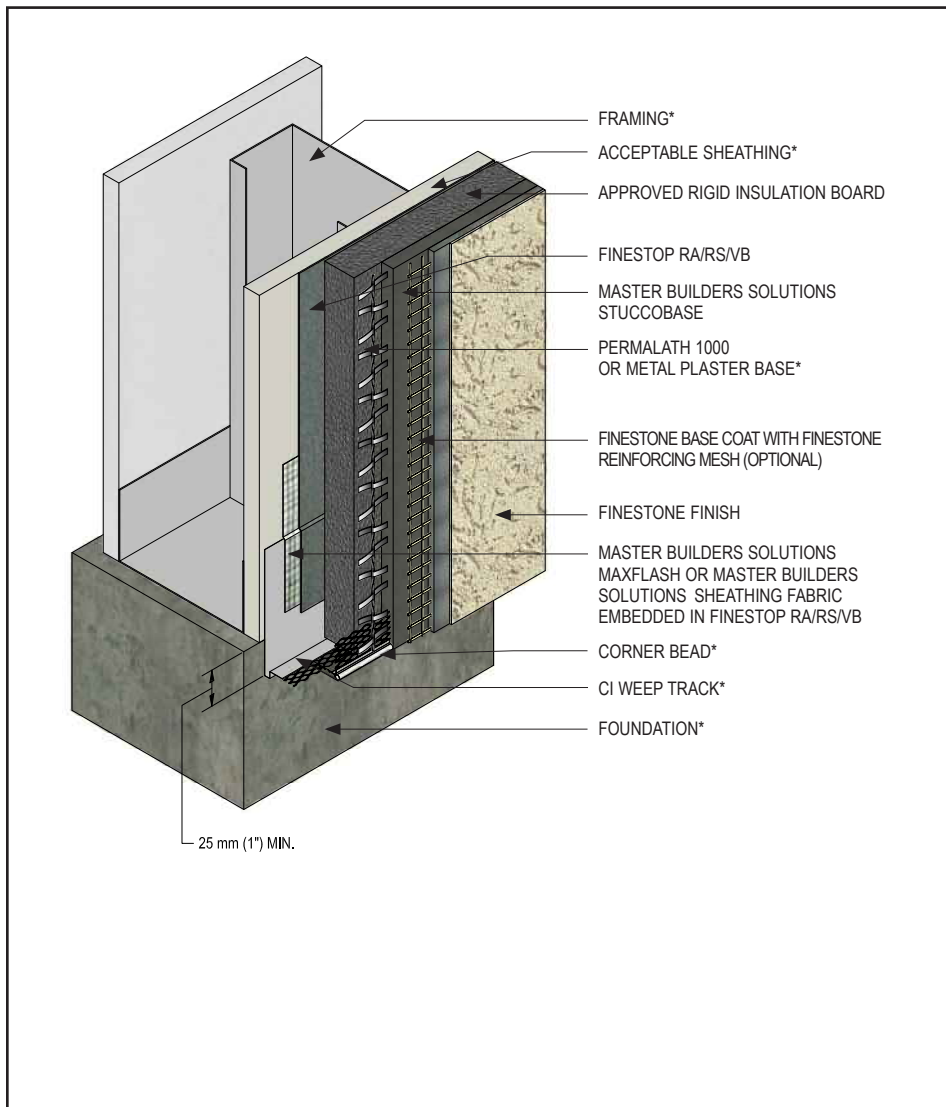 FRAMING*
ACCEPTABLE SHEATHING*
APPROVED RIGID INSULATION BOARD
FINESTOP RA/RS/VB
MASTER BUILDERS SOLUTIONS
STUCCOBASE
PERMALATH 1000
OR METAL PLASTER BASE*
FINESTONE BASE COAT WITH FINESTONE
REINFORCING MESH (OPTIONAL)
FINESTONE FINISH
MASTER BUILDERS SOLUTIONS
MAXFLASH OR MASTER BUILDERS
SOLUTIONS SHEATHING FABRIC
EMBEDDED IN FINESTOP RA/RS/VB
CORNER BEAD*
CI WEEP TRACK*
FOUNDATION*
25 mm (1") MIN.